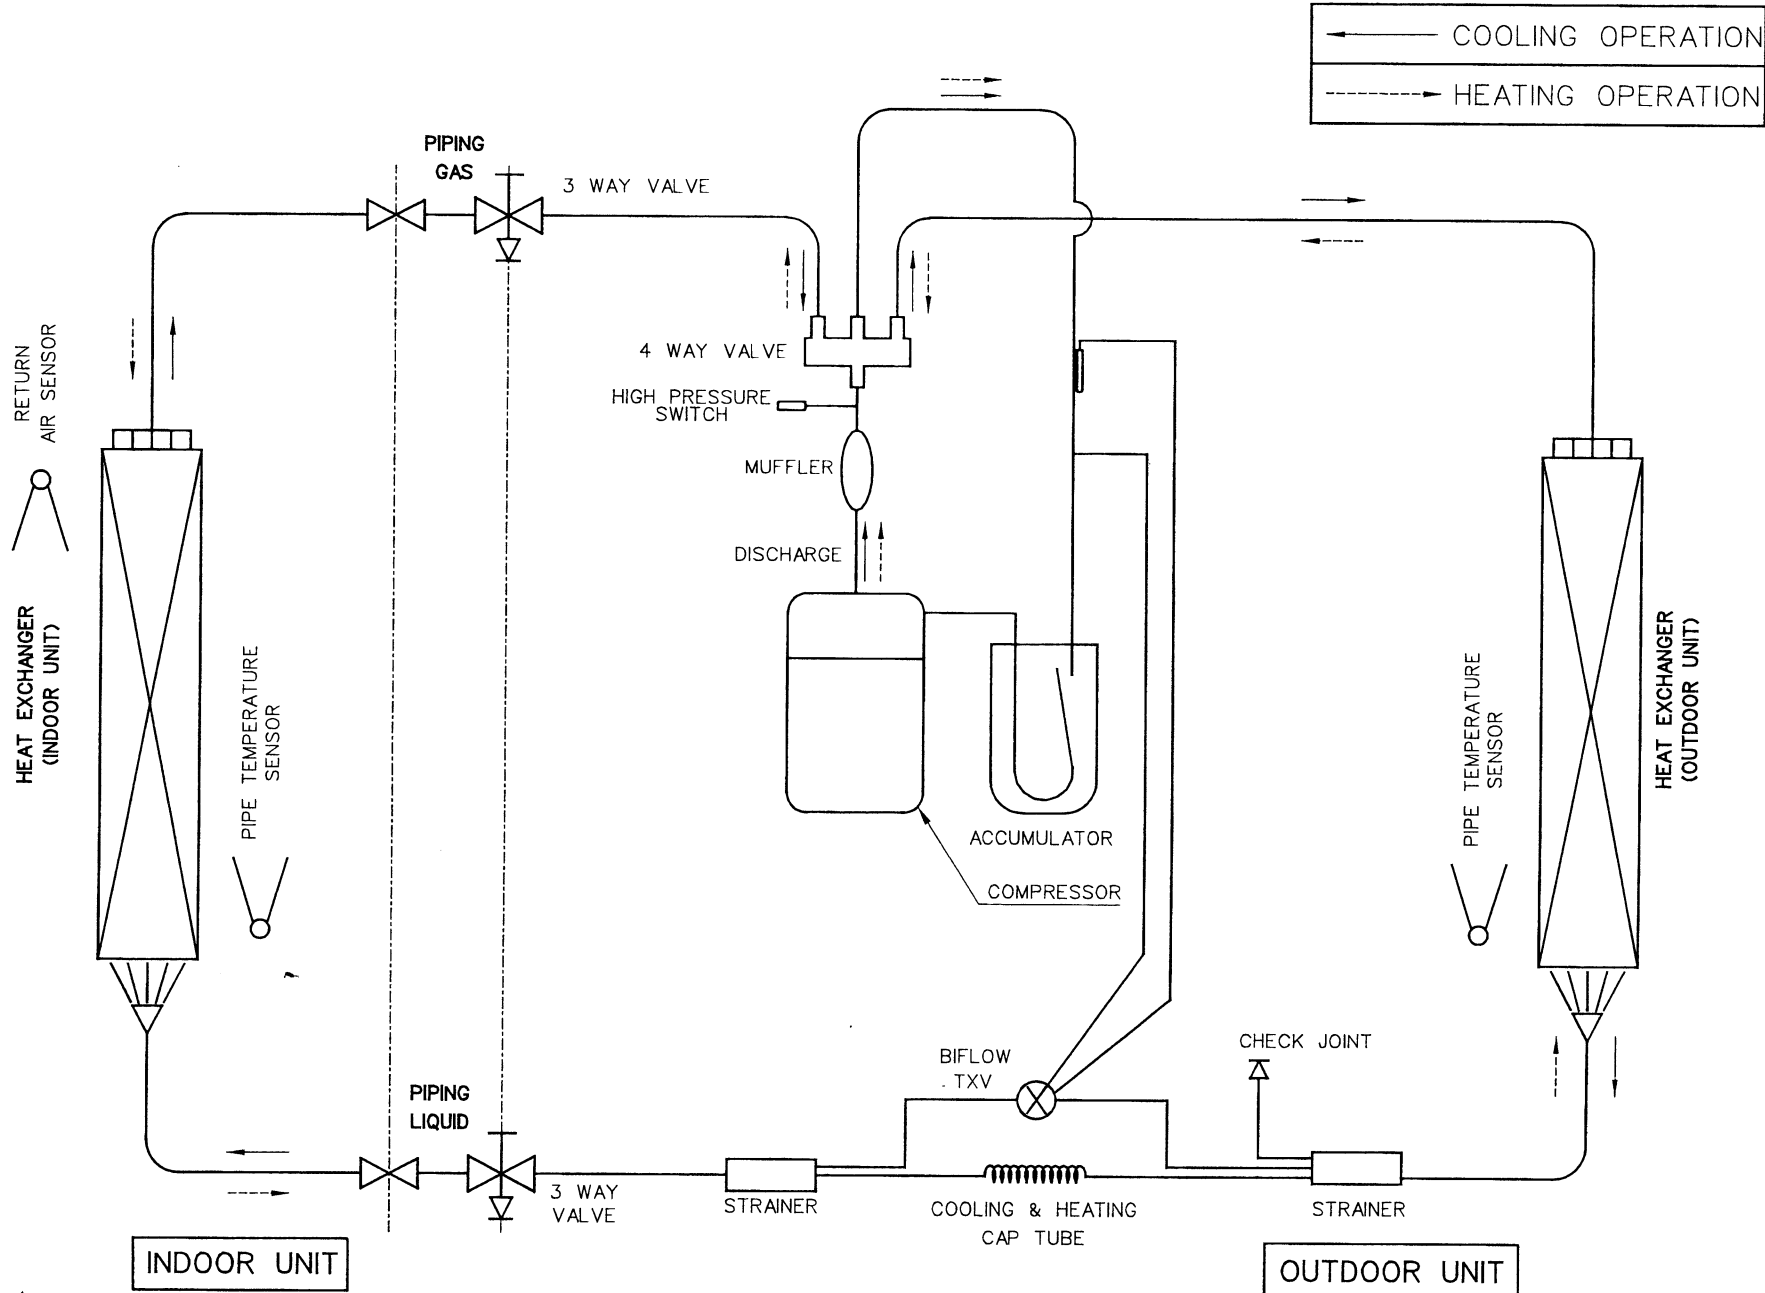 COOLING OPERATION
HEATING OPERATION
PIPING
GAS
3 WAY VALVE
RETURN
AIR SENSOR
4 WAY VALVE
HIGH PRESSURE
SWITCH
MUFFLER
DISCHARGE
HEAT EXCHANGER
(INDOOR UNIT)
PIPE TEMPERATURE
SENSOR
ACCUMULATOR
COMPRESSOR
PIPE TEMPERATURE
SENSOR
HEAT EXCHANGER
(OUTDOOR UNIT)
BIFLOW
TXV
CHECK JOINT
PIPING
LIQUID
3 WAY
VALVE
STRAINER
COOLING & HEATING
CAP TUBE
STRAINER
INDOOR UNIT
OUTDOOR UNIT